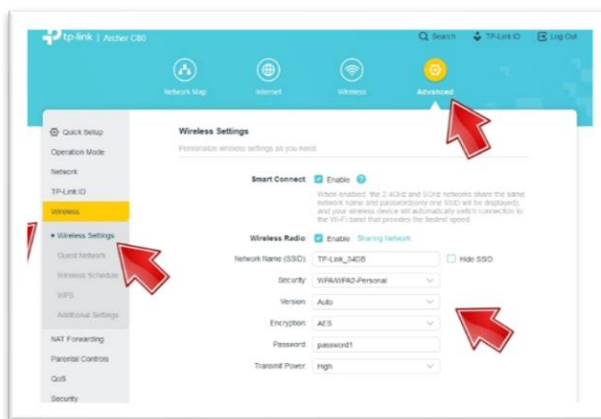 tp-link | Archer C80
Search TP-Link ID Log Out
Network Map Internet Wireless Advanced
Quick Setup
Operation Mode
Network
TP-Link ID
Wireless
Wireless Settings
Guest Network
Wireless Schedule
WPS
Additional Settings
NAT Forwarding
Parental Controls
QoS
Security
Wireless Settings
Personalize wireless settings as you need.
Smart Connect: Enable
When enabled, the 2.4GHz and 5GHz networks share the same
network name and password(only one SSID will be displayed),
and your wireless device will automatically switch connection to
the Wi-Fi band that provides the fastest speed
Wireless Radio: Enable Sharing Network
Network Name (SSID): TP-Link_34DB Hide SSID
Security: WPA/WPA2-Personal
Version: Auto
Encryption: AES
Password: password1
Transmit Power: High